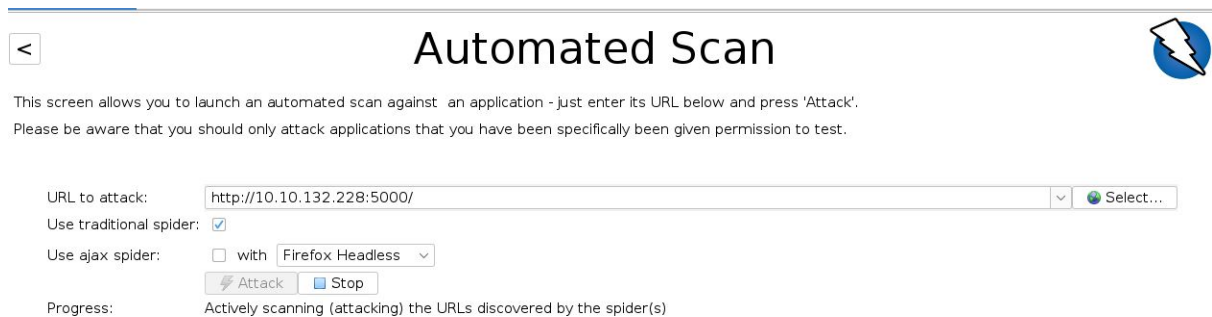 <
Automated Scan
This screen allows you to launch an automated scan against  an application - just enter its URL below and press 'Attack'.
Please be aware that you should only attack applications that you have been specifically been given permission to test.
URL to attack: http://10.10.132.228:5000/ Select...
Use traditional spider:
Use ajax spider: with Firefox Headless
Attack Stop
Progress: Actively scanning (attacking) the URLs discovered by the spider(s)